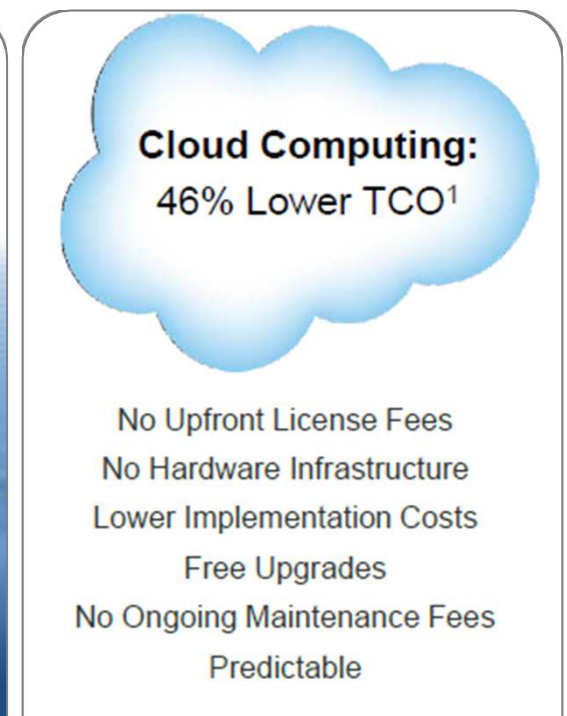 Cloud Computing:
46% Lower TCO¹
No Upfront License Fees
No Hardware Infrastructure
Lower Implementation Costs
Free Upgrades
No Ongoing Maintenance Fees
Predictable